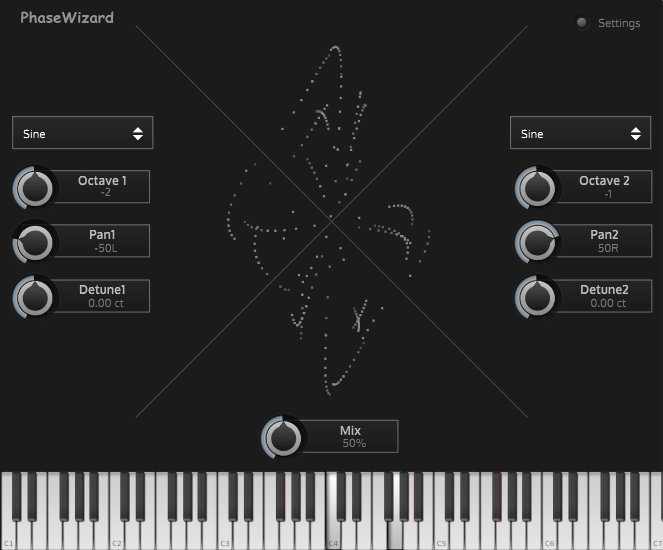 PhaseWizard
Settings
Sine
Sine
Octave 1
-2
Octave 2
-1
Pan1
-50L
Pan2
50R
Detune1
0.00 ct
Detune2
0.00 ct
Mix
50%
C1 C2 C3 C4 C5 C6 C7